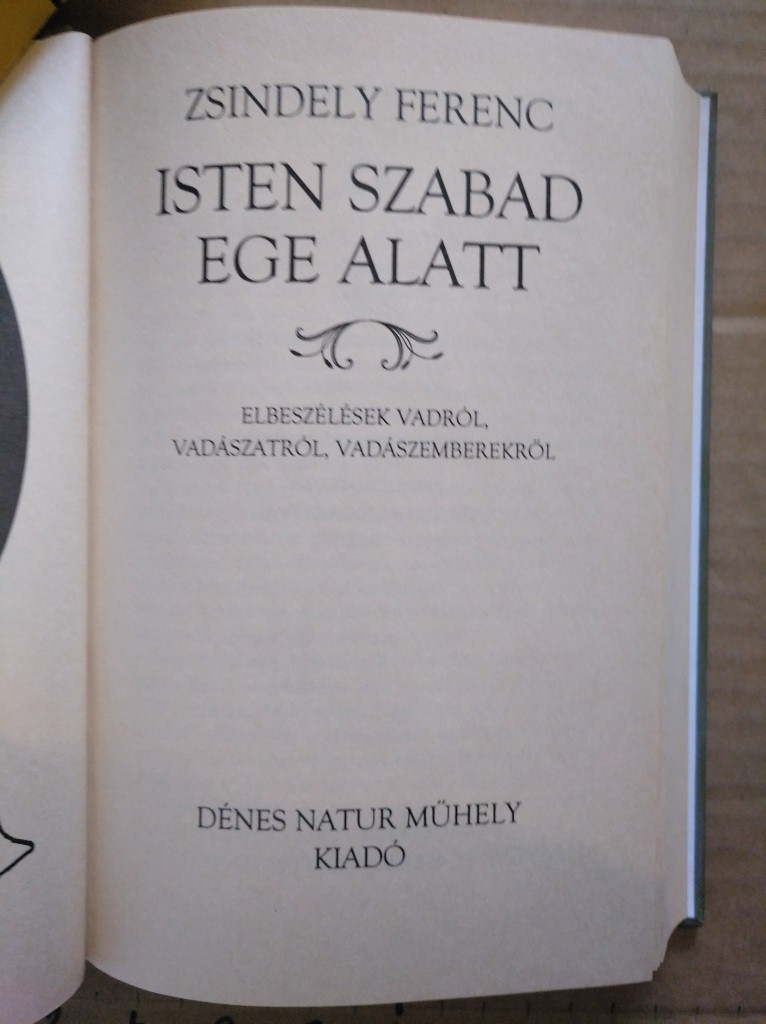 ZSINDELY FERENC
ISTEN SZABAD
EGE ALATT
ELBESZÉLÉSEK VADRÓL,
VADÁSZATRÓL, VADÁSZEMBEREKRŐL
DÉNES NATUR MŰHELY
KIADÓ